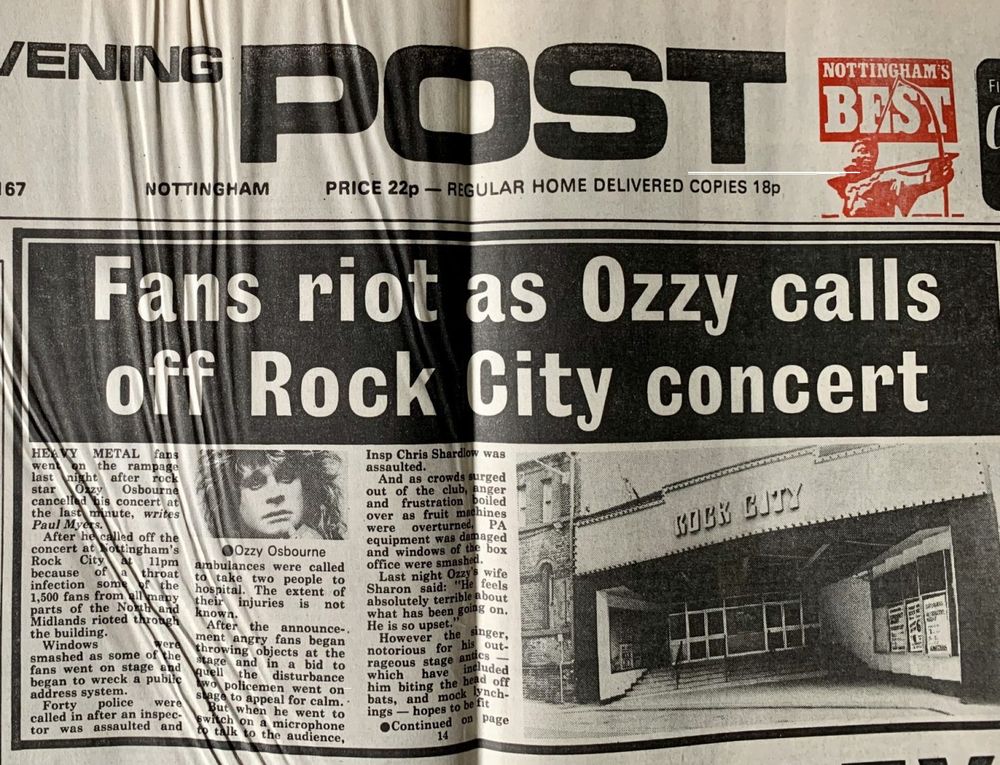 VENING POST
NOTTINGHAM'S
BEST
167
NOTTINGHAM
PRICE 22p — REGULAR HOME DELIVERED COPIES 18p
Fans riot as Ozzy calls
off Rock City concert
HEAVY METAL fans
went on the rampage
last night after rock
star Ozzy Osbourne
cancelled his concert at
the last minute, writes
Paul Myers.
After he called off the
concert at Nottingham's
Rock City at 11pm
because of a throat
infection some of the
1,500 fans from all many
parts of the North and
Midlands rioted through
the building.
Windows were
smashed as some of the
fans went on stage and
began to wreck a public
address system.
Forty police were
called in after an inspec-
tor was assaulted and
●Ozzy Osbourne
ambulances were called
to take two people to
hospital. The extent of
their injuries is not
known.
After the announce-
ment angry fans began
throwing objects at the
stage and in a bid to
quell the disturbance
two policemen went on
stage to appeal for calm.
But when he went to
switch on a microphone
to talk to the audience,
Insp Chris Shardlow was
assaulted.
And as crowds surged
out of the club, anger
and frustration boiled
over as fruit machines
were overturned, PA
equipment was damaged
and windows of the box
office were smashed.
Last night Ozzy's wife
Sharon said: "He feels
absolutely terrible about
what has been going on.
He is so upset."
However the singer,
notorious for his out-
rageous stage antics —
which have included
him biting the head off
bats, and mock lynch-
ings — hopes to be fit
●Continued on page
14
ROCK CITY